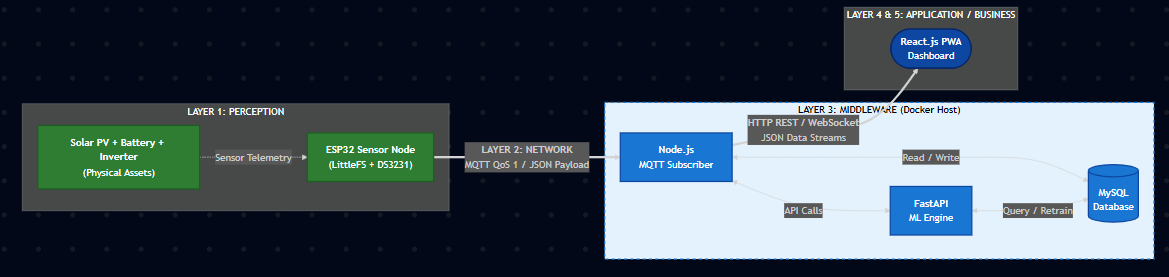 LAYER 4 & 5: APPLICATION / BUSINESS
React.js PWA
Dashboard
LAYER 1: PERCEPTION
Solar PV + Battery +
Inverter
(Physical Assets)
Sensor Telemetry
ESP32 Sensor Node
(LittleFS + DS3231)
LAYER 2: NETWORK
MQTT QoS 1 / JSON Payload
LAYER 3: MIDDLEWARE (Docker Host)
HTTP REST / WebSocket
JSON Data Streams
Node.js
MQTT Subscriber
Read / Write
API Calls
FastAPI
ML Engine
Query / Retrain
MySQL
Database